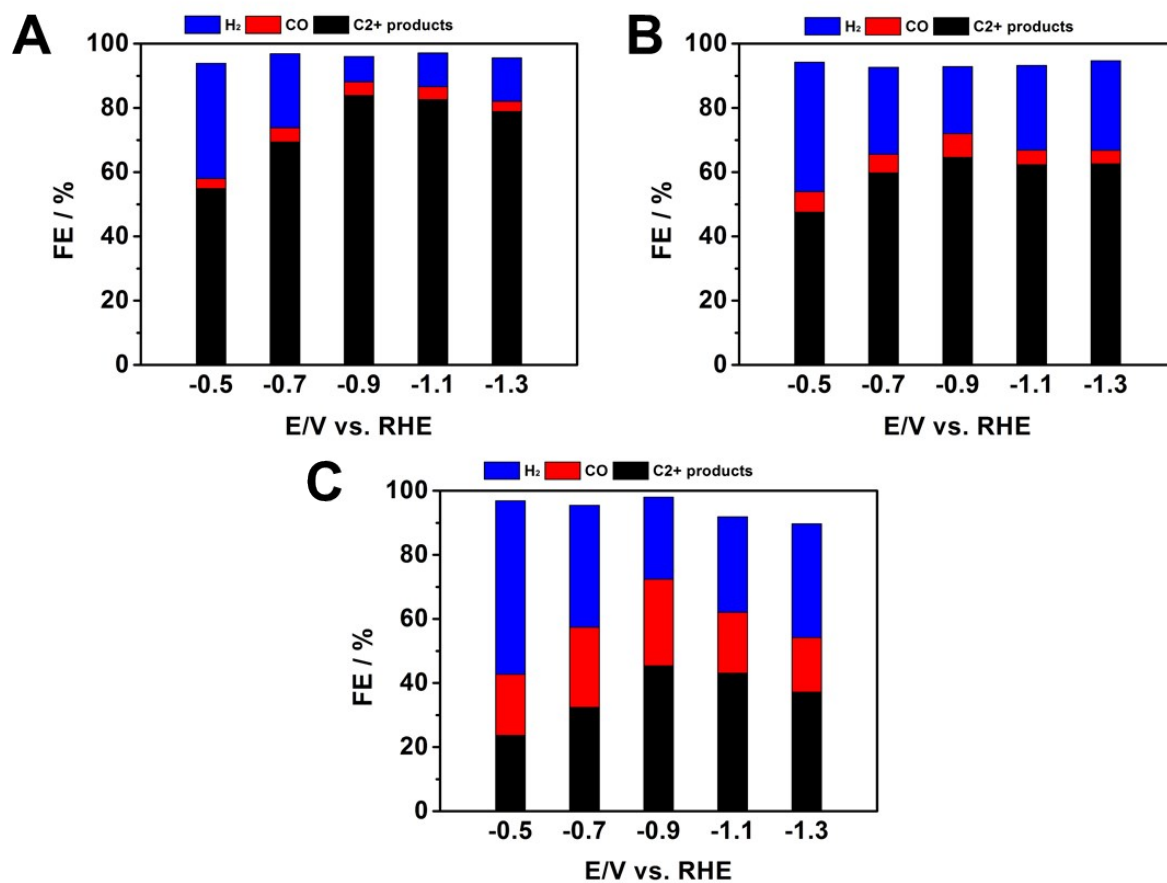 A
H₂ CO C2+ products
100
80
60
40
20
0
FE / %
-0.5 -0.7 -0.9 -1.1 -1.3
E/V vs. RHE
B
H₂ CO C2+ products
100
80
60
40
20
0
FE / %
-0.5 -0.7 -0.9 -1.1 -1.3
E/V vs. RHE
C
H₂ CO C2+ products
100
80
60
40
20
0
FE / %
-0.5 -0.7 -0.9 -1.1 -1.3
E/V vs. RHE